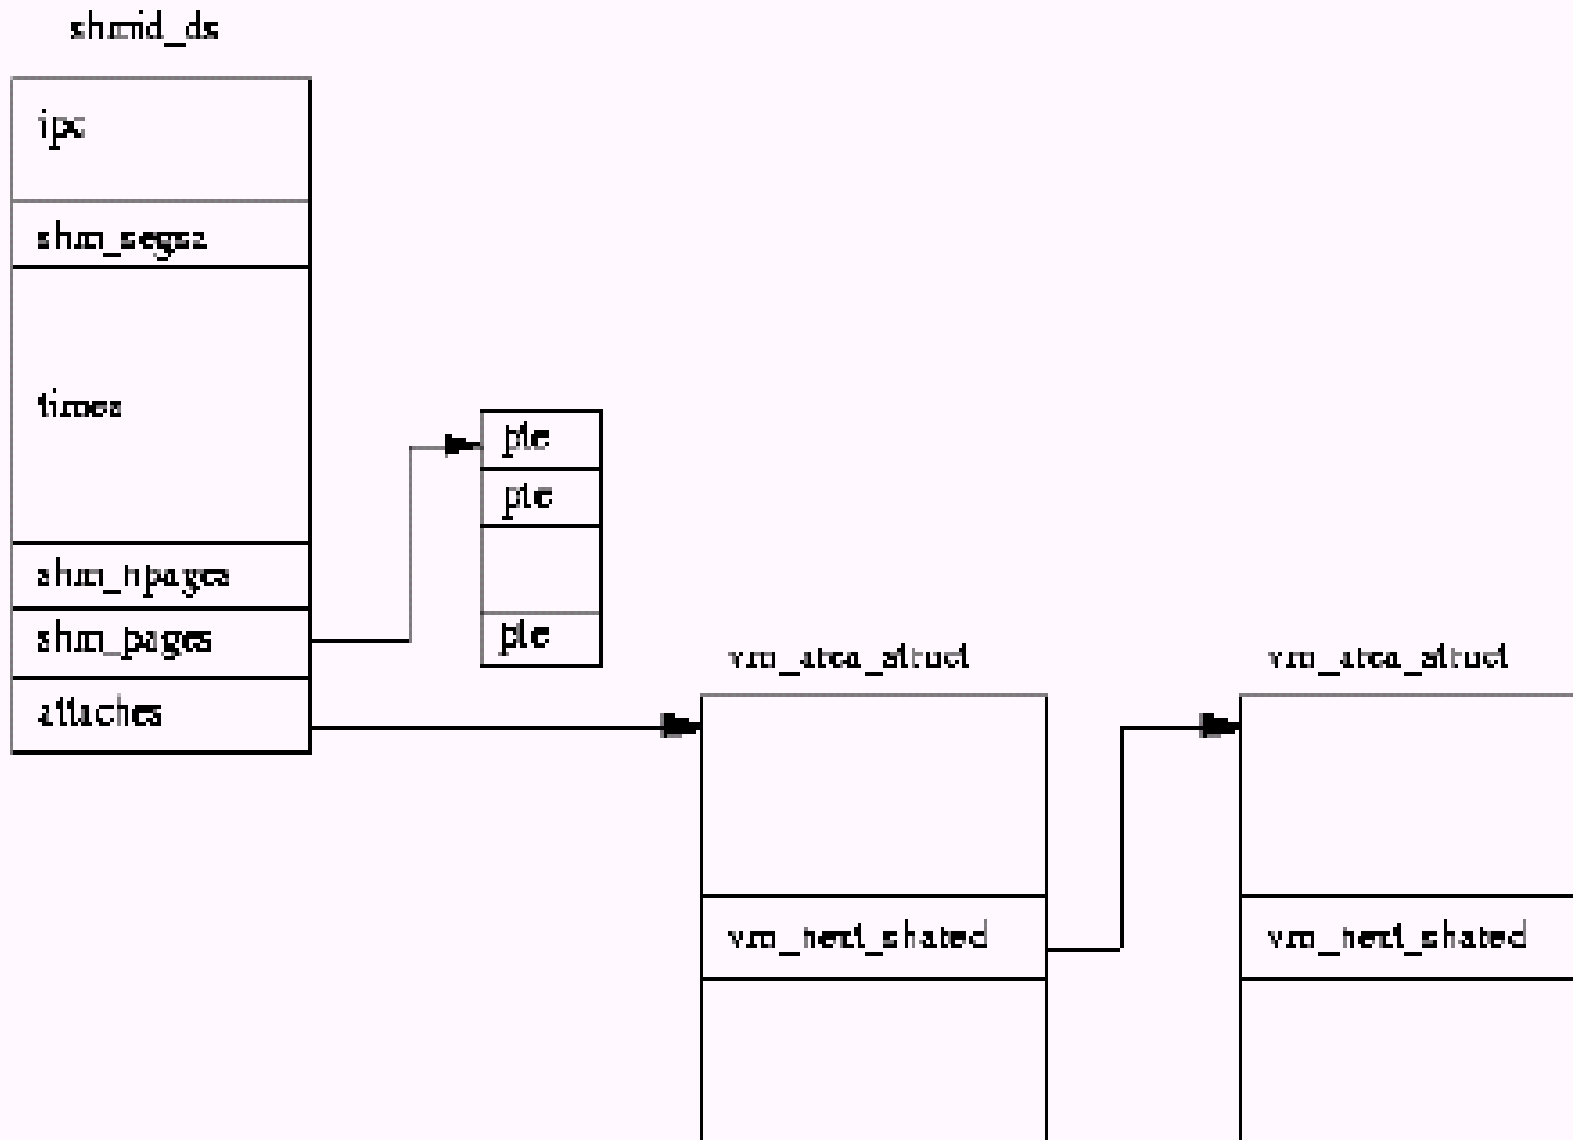 shmid_ds
ipc
shm_segsz
times
shm_npages
shm_pages
attaches
pte
pte
pte
vm_area_struct
vm_next_shared
vm_area_struct
vm_next_shared